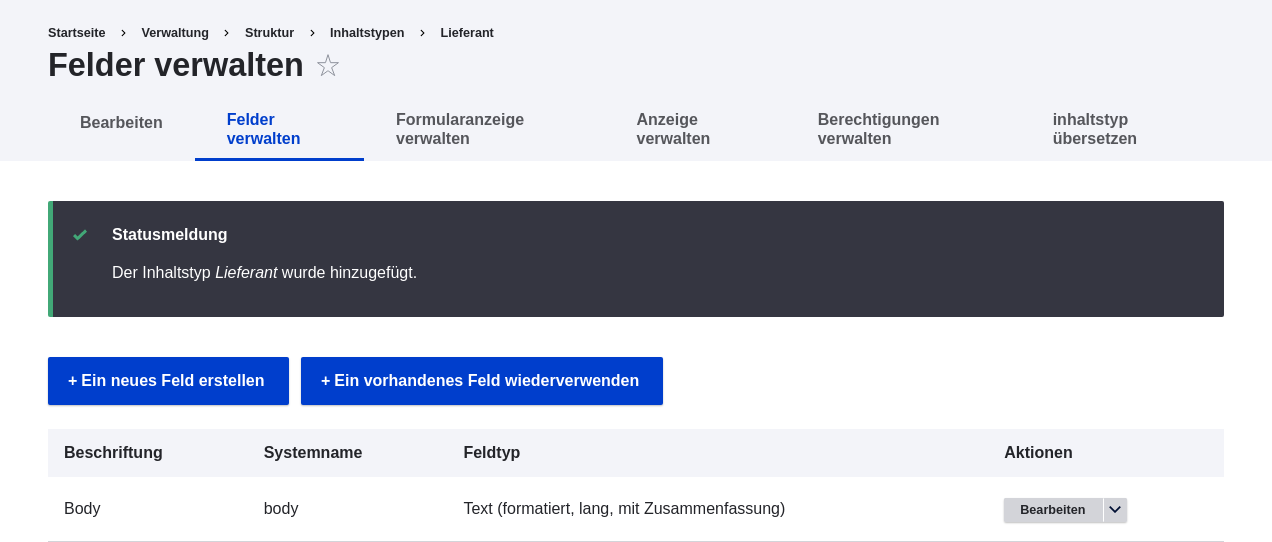 Startseite > Verwaltung > Struktur > Inhaltstypen > Lieferant
Felder verwalten
Bearbeiten
Felder
verwalten
Formularanzeige
verwalten
Anzeige
verwalten
Berechtigungen
verwalten
inhaltstyp
übersetzen
Statusmeldung
Der Inhaltstyp Lieferant wurde hinzugefügt.
+ Ein neues Feld erstellen
+ Ein vorhandenes Feld wiederverwenden
Beschriftung Systemname Feldtyp Aktionen
Body body Text (formatiert, lang, mit Zusammenfassung) Bearbeiten